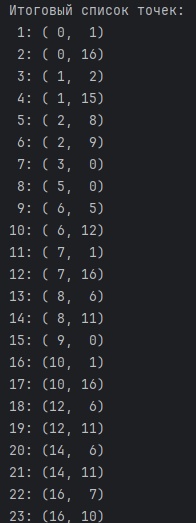 Итоговый список точек:
1: ( 0,  1)
2: ( 0, 16)
3: ( 1,  2)
4: ( 1, 15)
5: ( 2,  8)
6: ( 2,  9)
7: ( 3,  0)
8: ( 5,  0)
9: ( 6,  5)
10: ( 6, 12)
11: ( 7,  1)
12: ( 7, 16)
13: ( 8,  6)
14: ( 8, 11)
15: ( 9,  0)
16: (10,  1)
17: (10, 16)
18: (12,  6)
19: (12, 11)
20: (14,  6)
21: (14, 11)
22: (16,  7)
23: (16, 10)